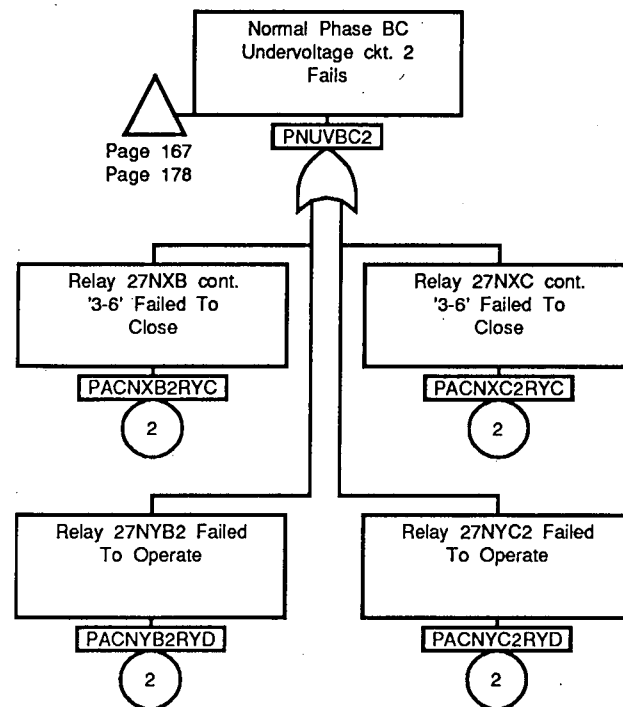 Normal Phase BC
Undervoltage ckt. 2
Fails
PNUVBC2
Page 167
Page 178
Relay 27NXB cont.
'3-6' Failed To
Close
PACNXB2RYC
2
Relay 27NXC cont.
'3-6' Failed To
Close
PACNXC2RYC
2
Relay 27NYB2 Failed
To Operate
PACNYB2RYD
2
Relay 27NYC2 Failed
To Operate
PACNYC2RYD
2